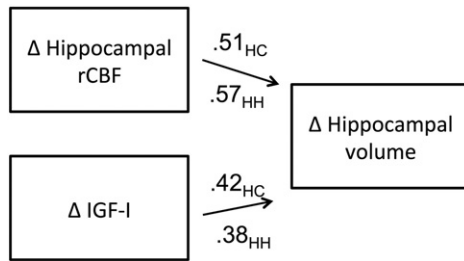 Δ Hippocampal
rCBF
.51HC
.57HH
Δ Hippocampal
volume
Δ IGF-I
.42HC
.38HH